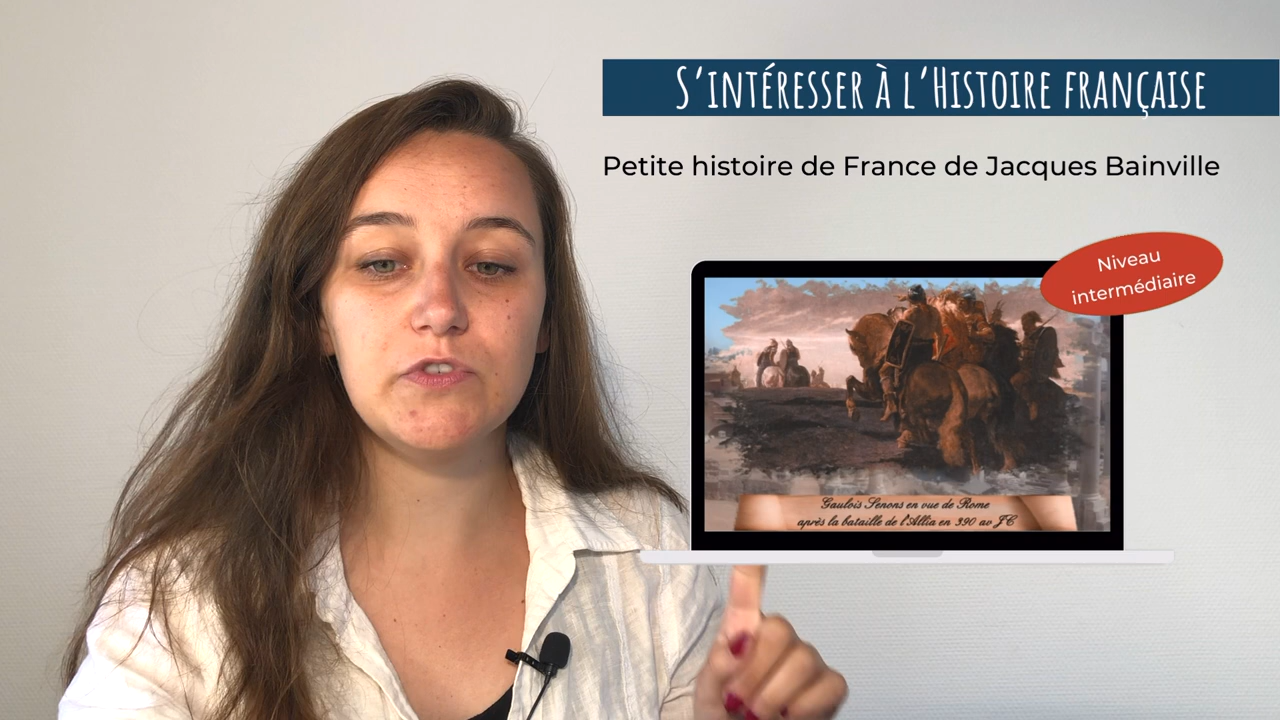 S'intéresser à l'Histoire française
Petite histoire de France de Jacques Bainville
Niveau
intermédiaire
Gaulois Senons en vue de Rome
après la bataille de l'Allia en 390 av JC